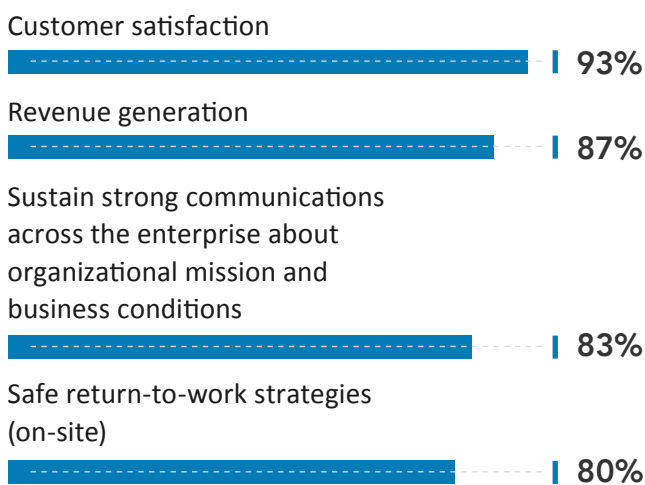 Customer satisfaction
93%
Revenue generation
87%
Sustain strong communications
across the enterprise about
organizational mission and
business conditions
83%
Safe return-to-work strategies
(on-site)
80%